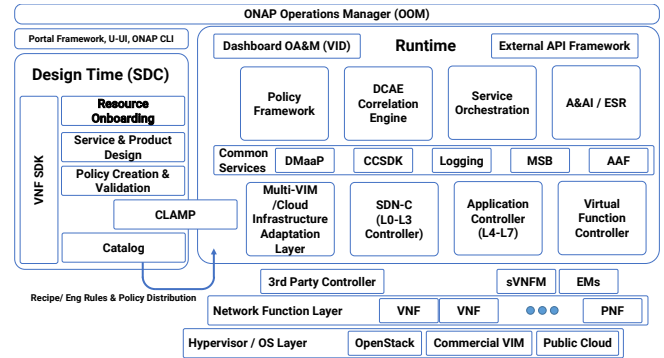 ONAP Operations Manager (OOM)
Portal Framework, U-UI, ONAP CLI
Design Time (SDC)
VNF SDK
Resource
Onboarding
Service & Product
Design
Policy Creation &
Validation
CLAMP
Catalog
Recipe/ Eng Rules & Policy Distribution
Dashboard OA&M (VID)
Runtime
External API Framework
Policy
Framework
DCAE
Correlation
Engine
Service
Orchestration
A&AI / ESR
Common
Services
DMaaP
CCSDK
Logging
MSB
AAF
Multi-VIM
/Cloud
Infrastructure
Adaptation
Layer
SDN-C
(L0-L3
Controller)
Application
Controller
(L4-L7)
Virtual
Function
Controller
3rd Party Controller
sVNFM
EMs
Network Function Layer
VNF
VNF
PNF
Hypervisor / OS Layer
OpenStack
Commercial VIM
Public Cloud